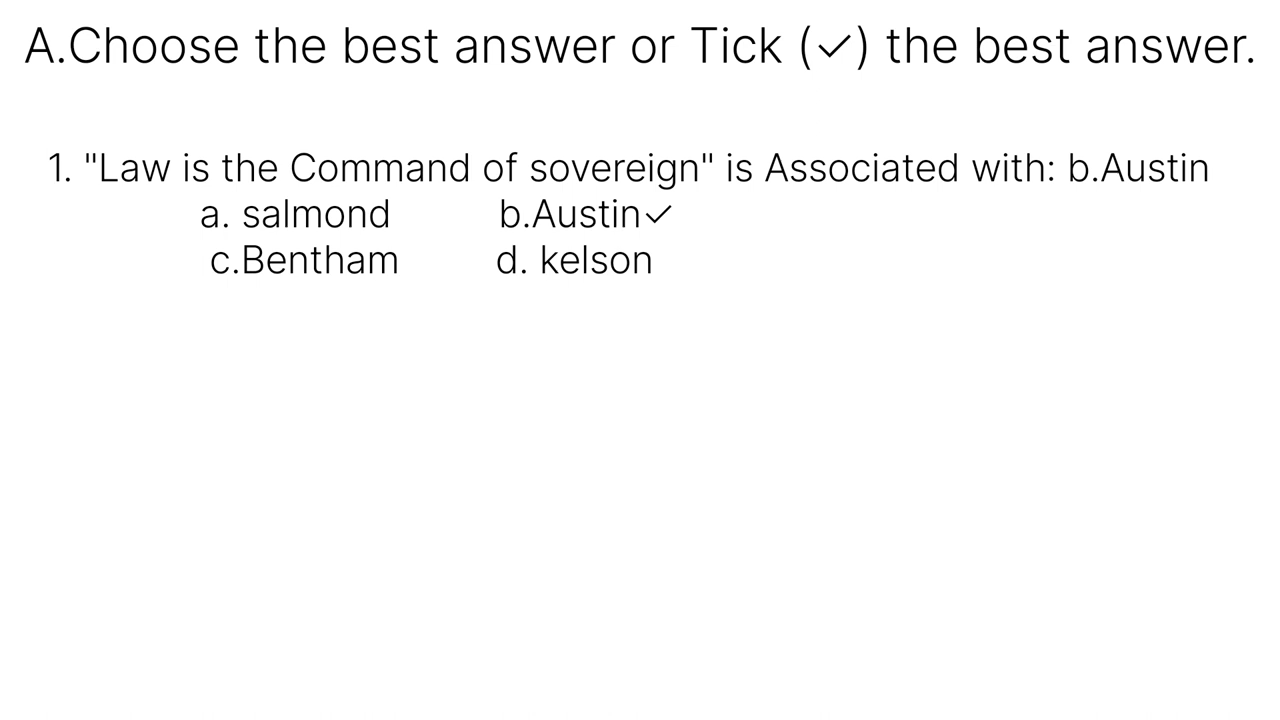 A.Choose the best answer or Tick (✓) the best answer.
1. "Law is the Command of sovereign" is Associated with: b.Austin
a. salmond b.Austin✓
c.Bentham d. kelson